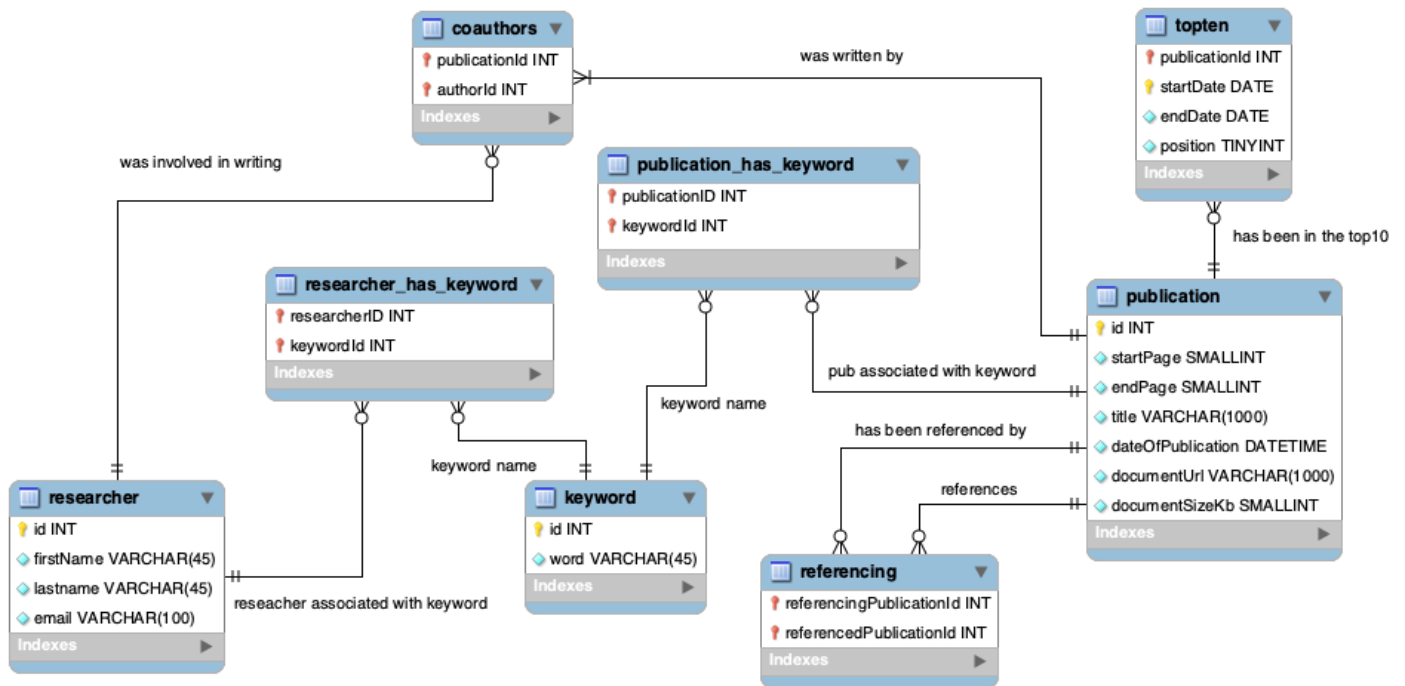 coauthors
publicationId INT
authorId INT
Indexes
was written by
topten
publicationId INT
startDate DATE
endDate DATE
position TINYINT
Indexes
was involved in writing
publication_has_keyword
publicationID INT
keywordId INT
Indexes
has been in the top10
researcher_has_keyword
researcherID INT
keywordId INT
Indexes
publication
id INT
startPage SMALLINT
endPage SMALLINT
title VARCHAR(1000)
dateOfPublication DATETIME
documentUrl VARCHAR(1000)
documentSizeKb SMALLINT
Indexes
pub associated with keyword
keyword name
has been referenced by
keyword name
references
researcher
id INT
firstName VARCHAR(45)
lastname VARCHAR(45)
email VARCHAR(100)
Indexes
reseacher associated with keyword
keyword
id INT
word VARCHAR(45)
Indexes
referencing
referencingPublicationId INT
referencedPublicationId INT
Indexes